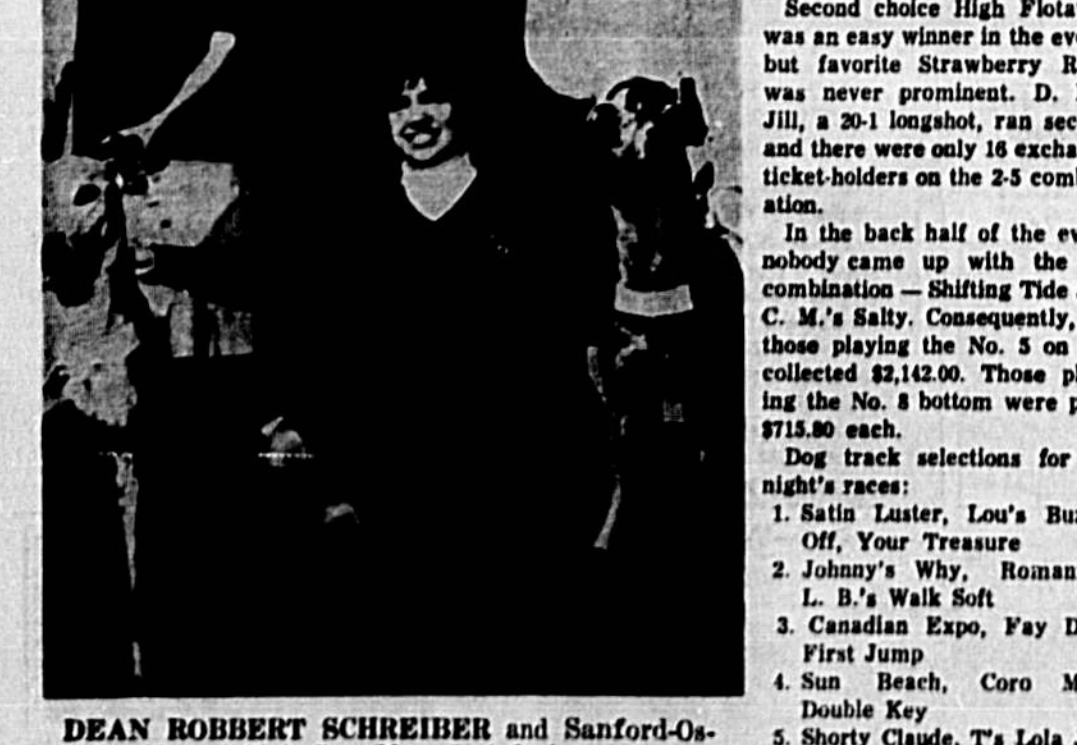 DEAN ROBBERT SCHREIBER and Sanford-Os-
Second choice High Flota
was an easy winner in the eve
but favorite Strawberry R
was never prominent. D.
Jill, a 20-1 longshot, ran sec
and there were only 16 excha
ticket-holders on the 2-5 comb
ation.
In the back half of the ev
nobody came up with the
combination — Shifting Tide
C. M.'s Salty. Consequently,
those playing the No. 5 on
collected $2,142.00. Those pl
ing the No. 8 bottom were p
$715.80 each.
Dog track selections for
night's races:
1. Satin Luster, Lou's Buz
Off, Your Treasure
2. Johnny's Why, Roman
L. B.'s Walk Soft
3. Canadian Expo, Fay D
First Jump
4. Sun Beach, Coro M
Double Key
5. Shorty Claude, T's Lola